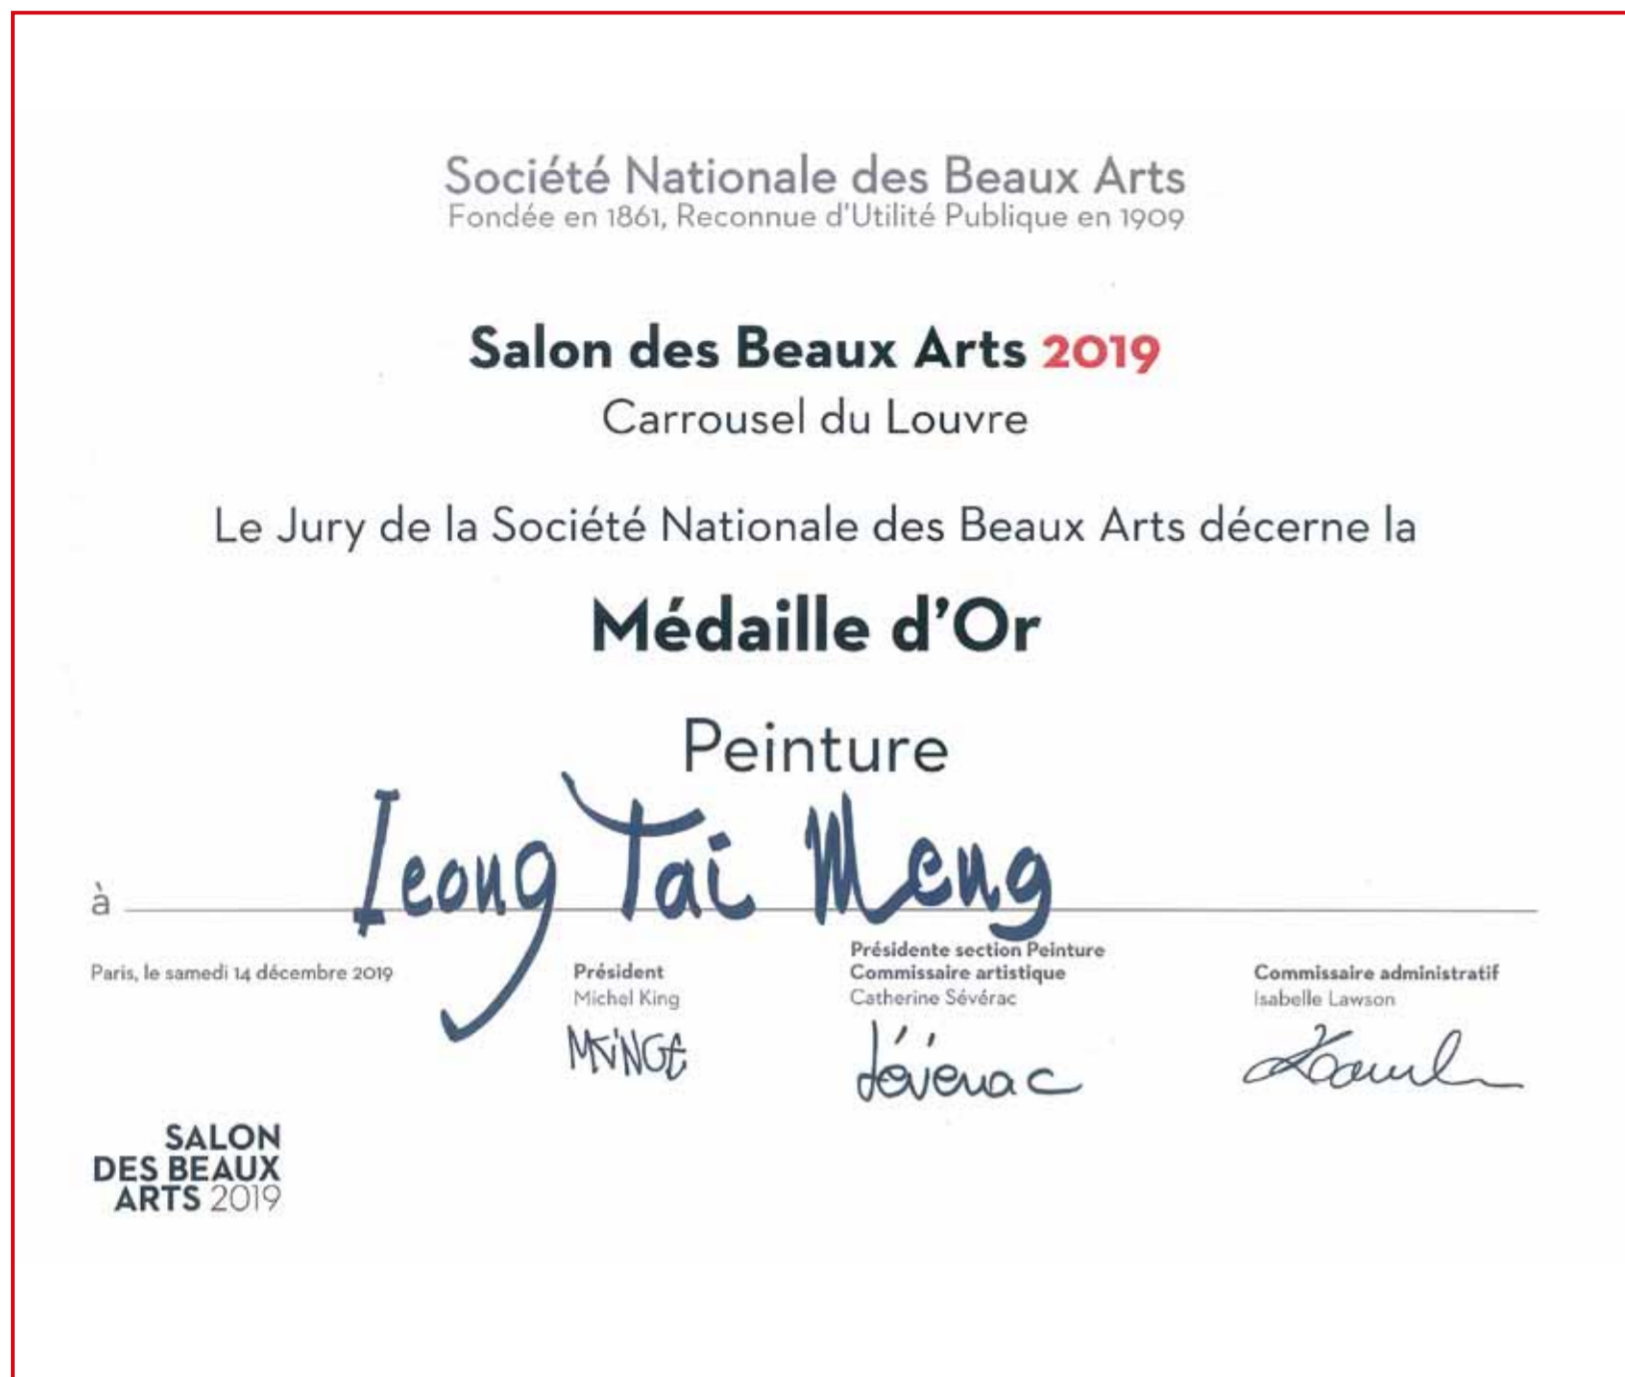 Société Nationale des Beaux Arts
Fondée en 1861, Reconnue d'Utilité Publique en 1909
Salon des Beaux Arts 2019
Carrousel du Louvre
Le Jury de la Société Nationale des Beaux Arts décerne la
Médaille d'Or
Peinture
à Ieong Tai Meng
Paris, le samedi 14 décembre 2019
Président
Michel King
MKiNGE
Présidente section Peinture
Commissaire artistique
Catherine Sévérac
Sévérac
Commissaire administratif
Isabelle Lawson
SALON
DES BEAUX
ARTS 2019